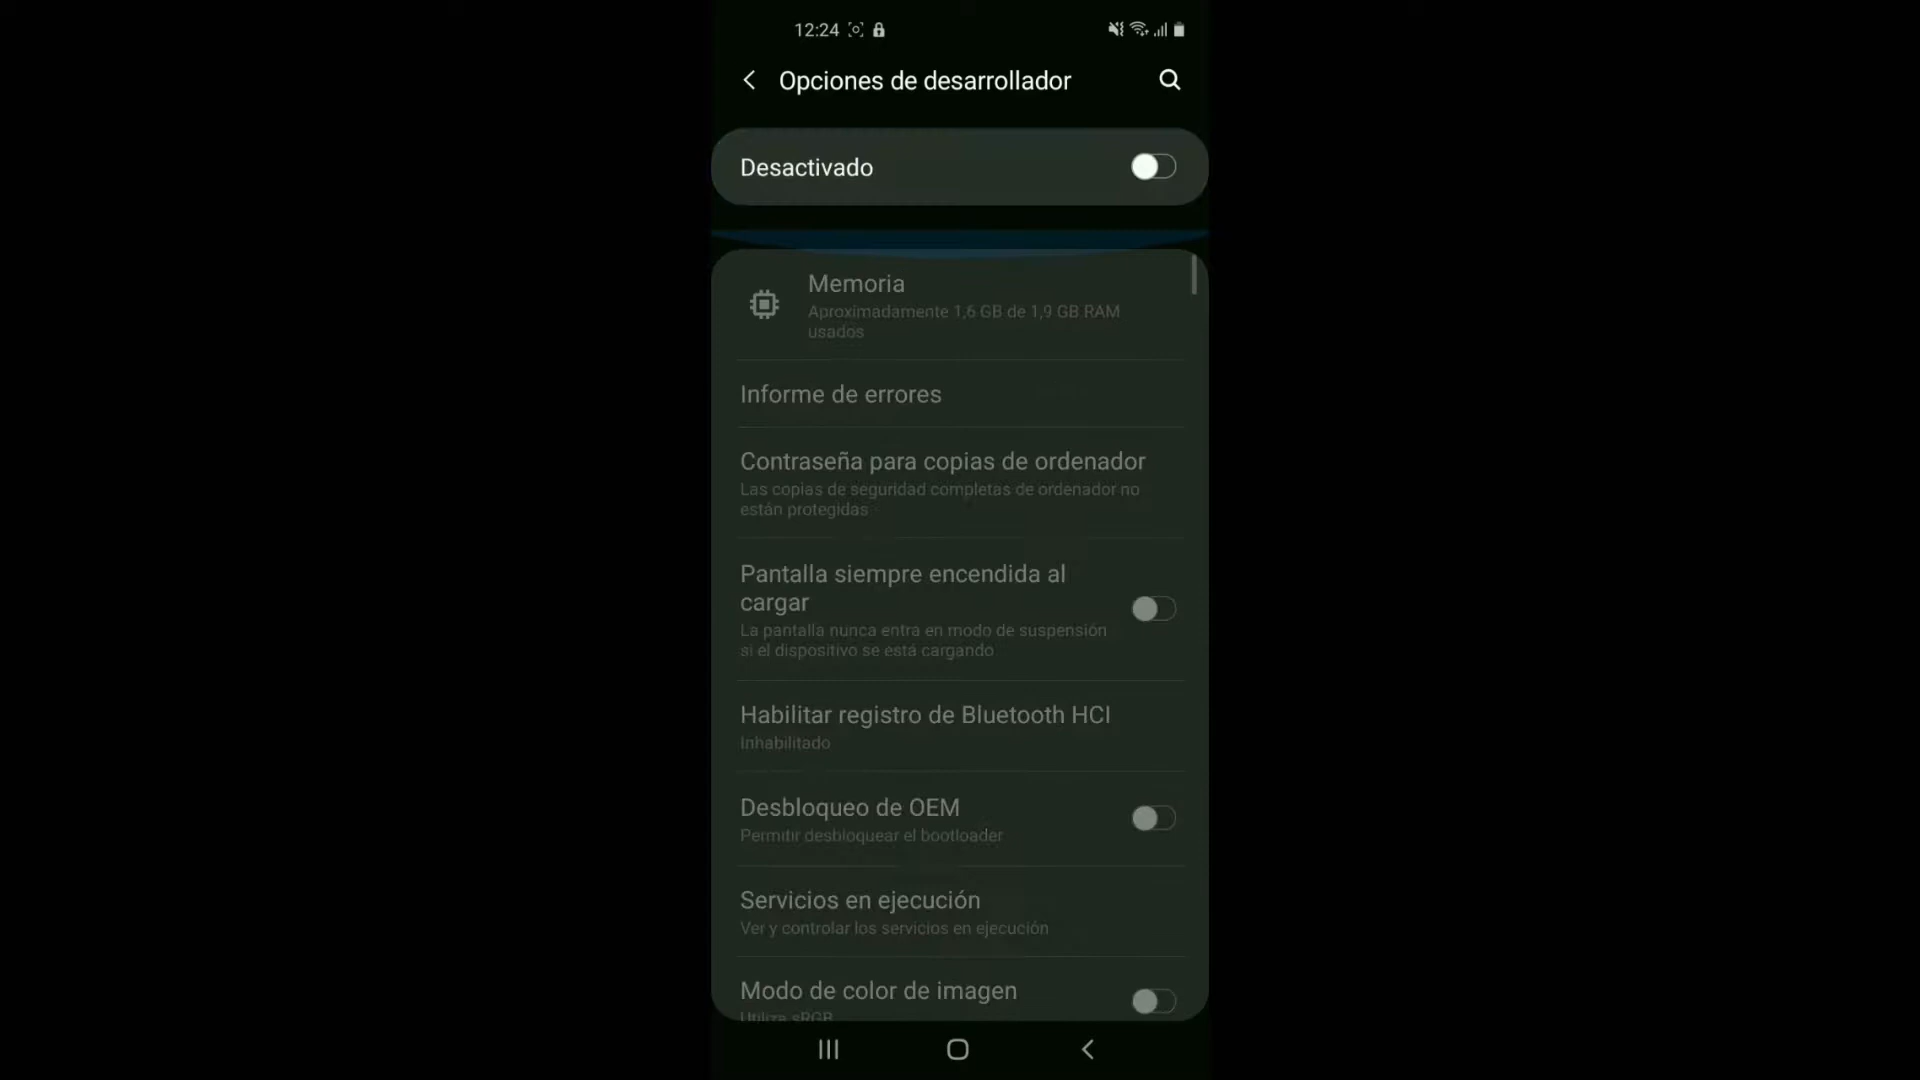 12:24
Opciones de desarrollador
Desactivado
Memoria
Aproximadamente 1,6 GB de 1,9 GB RAM
usados
Informe de errores
Contraseña para copias de ordenador
Las copias de seguridad completas de ordenador no
están protegidas
Pantalla siempre encendida al
cargar
La pantalla nunca entra en modo de suspensión
si el dispositivo se está cargando
Habilitar registro de Bluetooth HCI
Inhabilitado
Desbloqueo de OEM
Permitir desbloquear el bootloader
Servicios en ejecución
Ver y controlar los servicios en ejecución
Modo de color de imagen
Utiliza sRGB